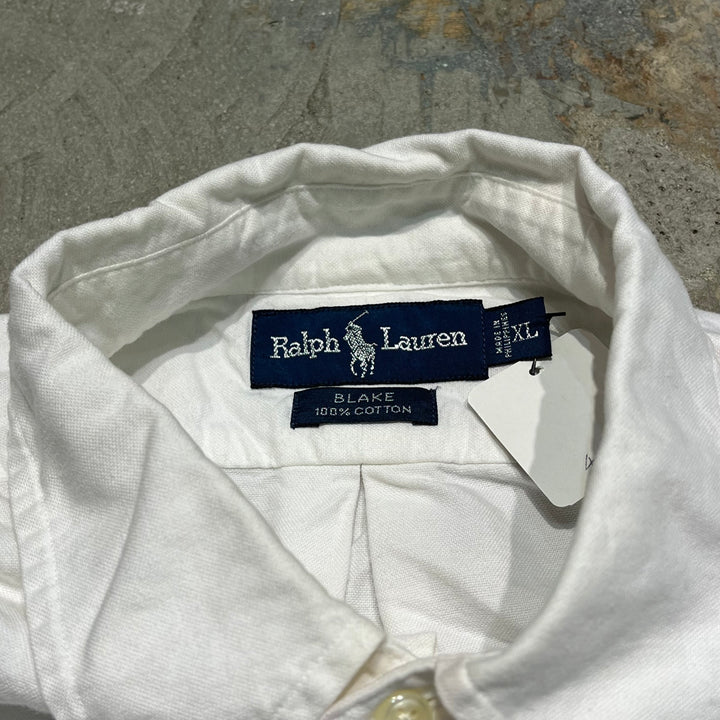 Ralph Lauren
MADE IN
PHILIPPINES
XL
BLAKE
100% COTTON